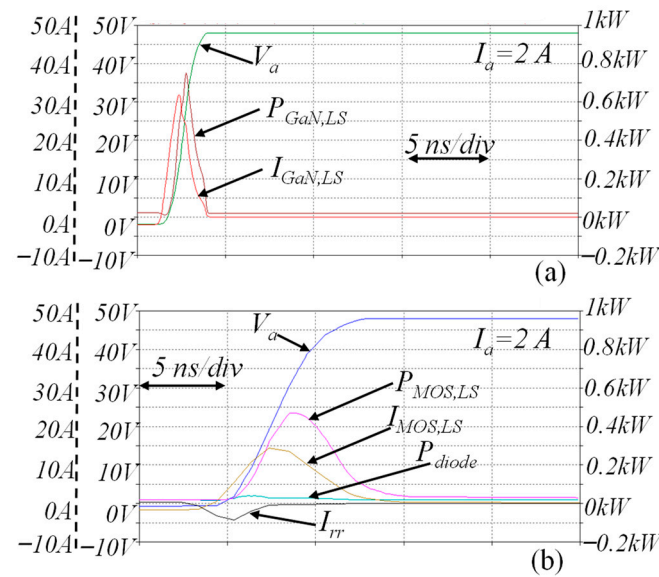 50A 50V 1kW
40A 40V 0.8kW
30A 30V 0.6kW
20A 20V 0.4kW
10A 10V 0.2kW
0A 0V 0kW
−10A −10V −0.2kW
V_a
I_a=2 A
P_GaN,LS
5 ns/div
I_GaN,LS
(a)
50A 50V 1kW
40A 40V 0.8kW
30A 30V 0.6kW
20A 20V 0.4kW
10A 10V 0.2kW
0A 0V 0kW
−10A −10V −0.2kW
V_a
I_a=2 A
5 ns/div
P_MOS,LS
I_MOS,LS
P_diode
I_rr
(b)